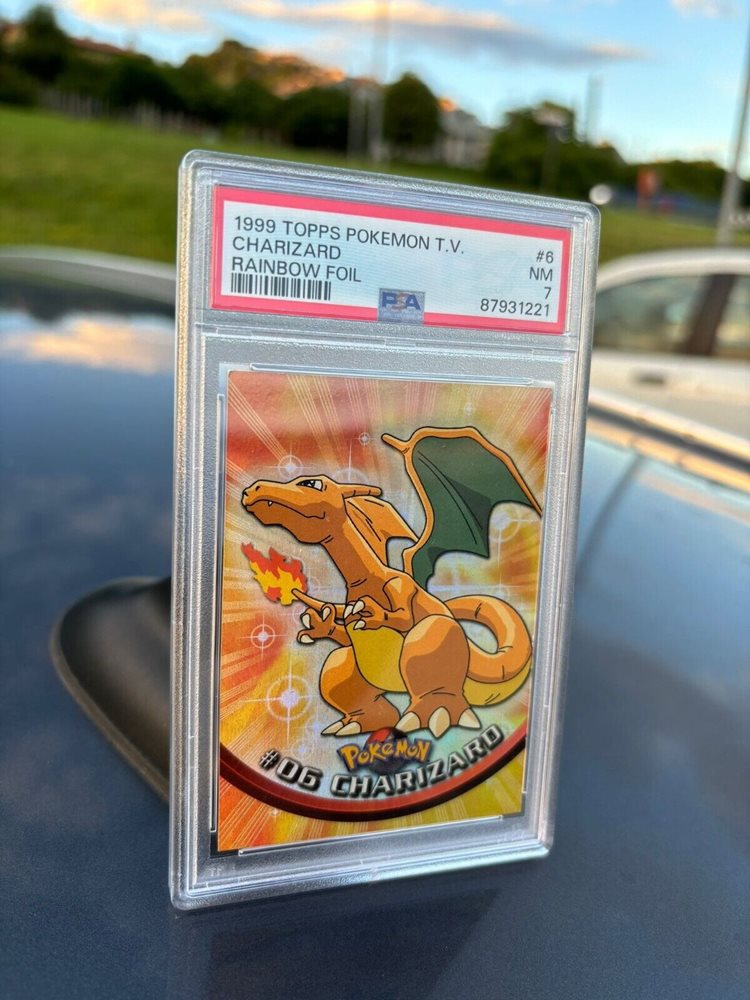 1999 TOPPS POKEMON T.V. #6
CHARIZARD NM
RAINBOW FOIL 7
PSA 87931221
POKéMON
#06 CHARIZARD